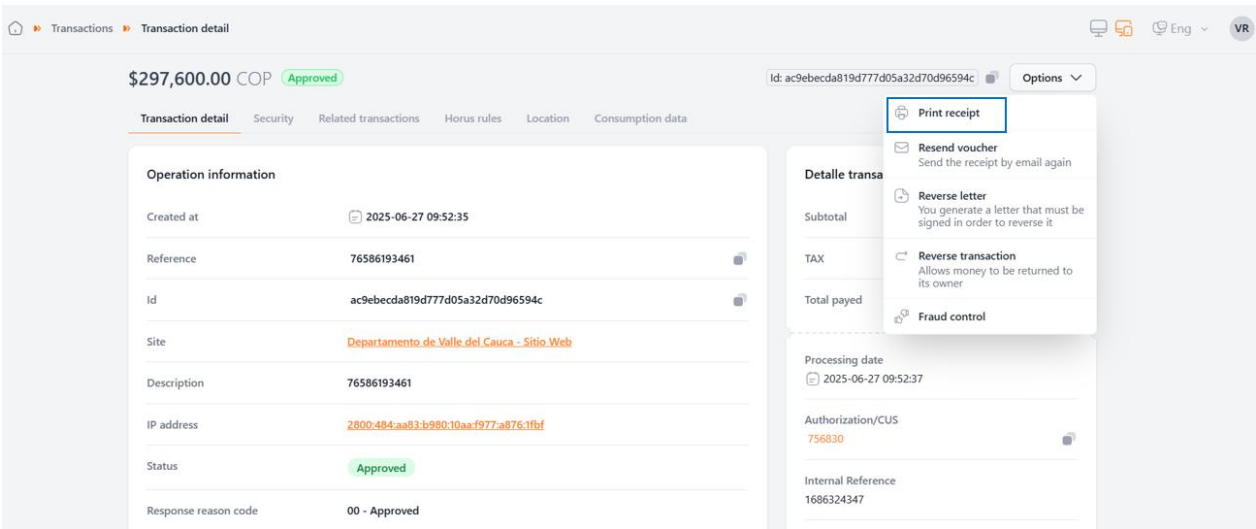 Transactions Transaction detail Eng VR
$297,600.00 COP Approved Id: ac9ebecda819d777d05a32d70d96594c Options
Transaction detail Security Related transactions Horus rules Location Consumption data
Print receipt
Resend voucher
Send the receipt by email again
Reverse letter
You generate a letter that must be
signed in order to reverse it
Reverse transaction
Allows money to be returned to
its owner
Fraud control
Operation information
Created at 2025-06-27 09:52:35
Reference 76586193461
Id ac9ebecda819d777d05a32d70d96594c
Site Departamento de Valle del Cauca - Sitio Web
Description 76586193461
IP address 2800:484:aa83:b980:10aa:f977:a876:1fbf
Status Approved
Response reason code 00 - Approved
Detalle transa
Subtotal
TAX
Total payed
Processing date
2025-06-27 09:52:37
Authorization/CUS
756830
Internal Reference
1686324347